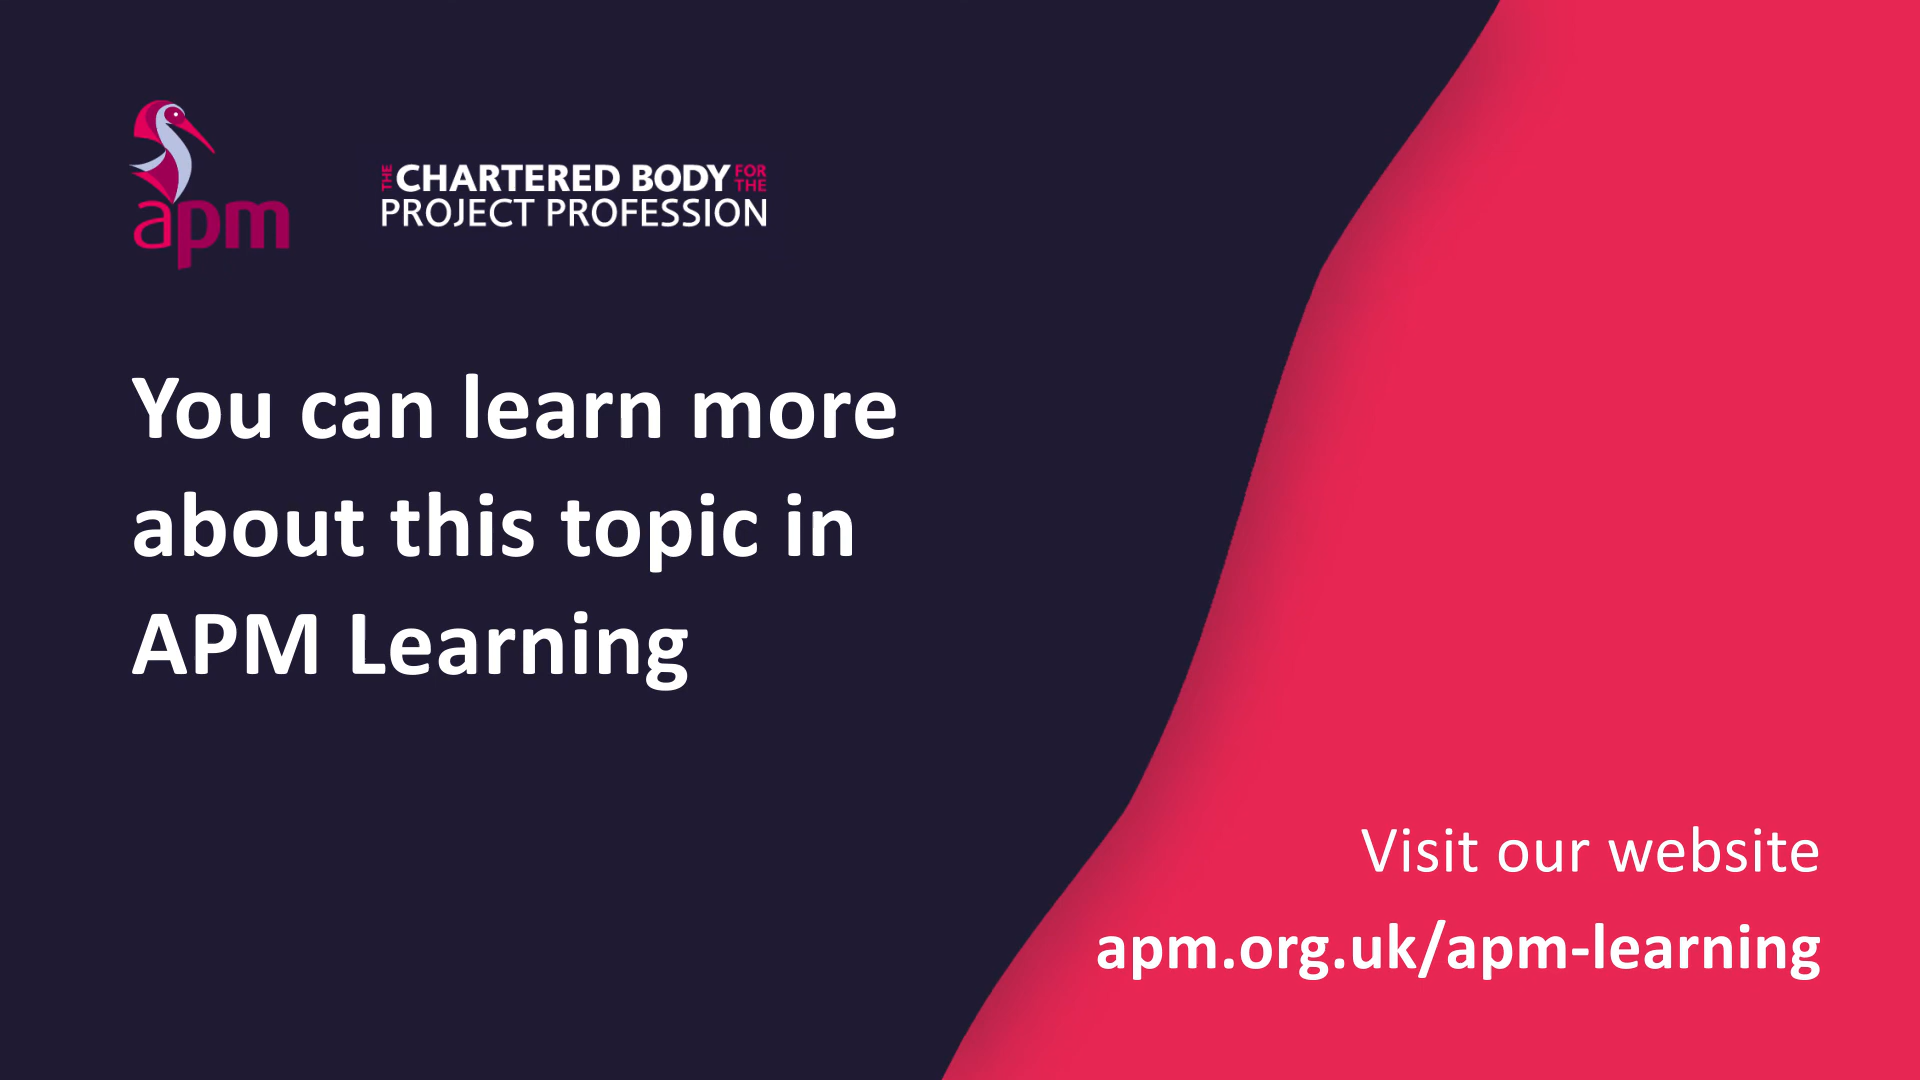 apm
THE CHARTERED BODY FOR THE
PROJECT PROFESSION
You can learn more
about this topic in
APM Learning
Visit our website
apm.org.uk/apm-learning